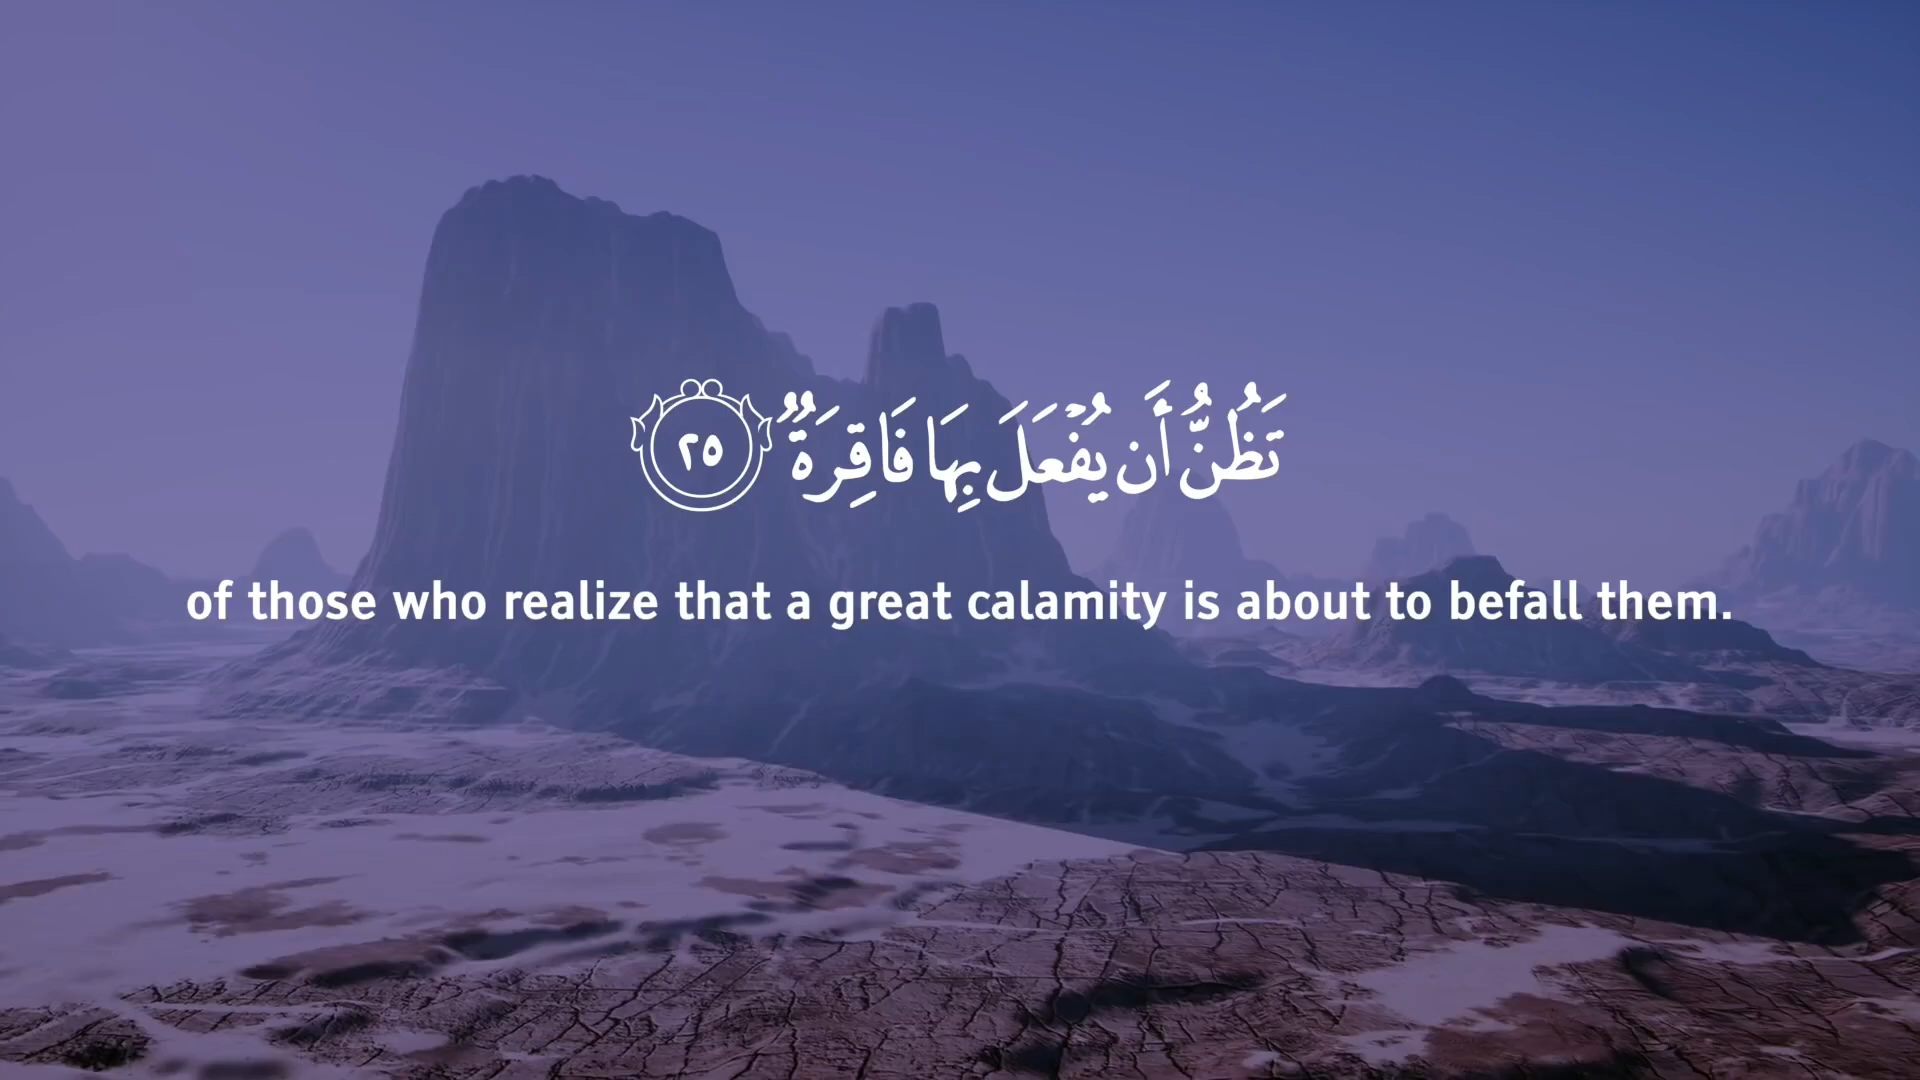 تَظُنُّ أَن يُفْعَلَ بِهَا فَاقِرَةٌ ٢٥
of those who realize that a great calamity is about to befall them.